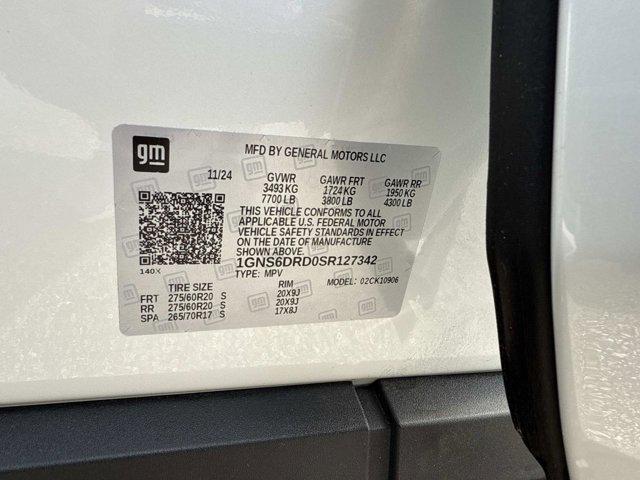 gm
MFD BY GENERAL MOTORS LLC
11/24 GVWR GAWR FRT GAWR RR
3493 KG 1724 KG 1950 KG
7700 LB 3800 LB 4300 LB
THIS VEHICLE CONFORMS TO ALL
APPLICABLE U.S. FEDERAL MOTOR
VEHICLE SAFETY STANDARDS IN EFFECT
ON THE DATE OF MANUFACTURE
SHOWN ABOVE.
1GNS6DRD0SR127342
140X TYPE: MPV MODEL: 02CK10906
TIRE SIZE RIM
FRT 275/60R20 S 20X9J
RR 275/60R20 S 20X9J
SPA 265/70R17 S 17X8J